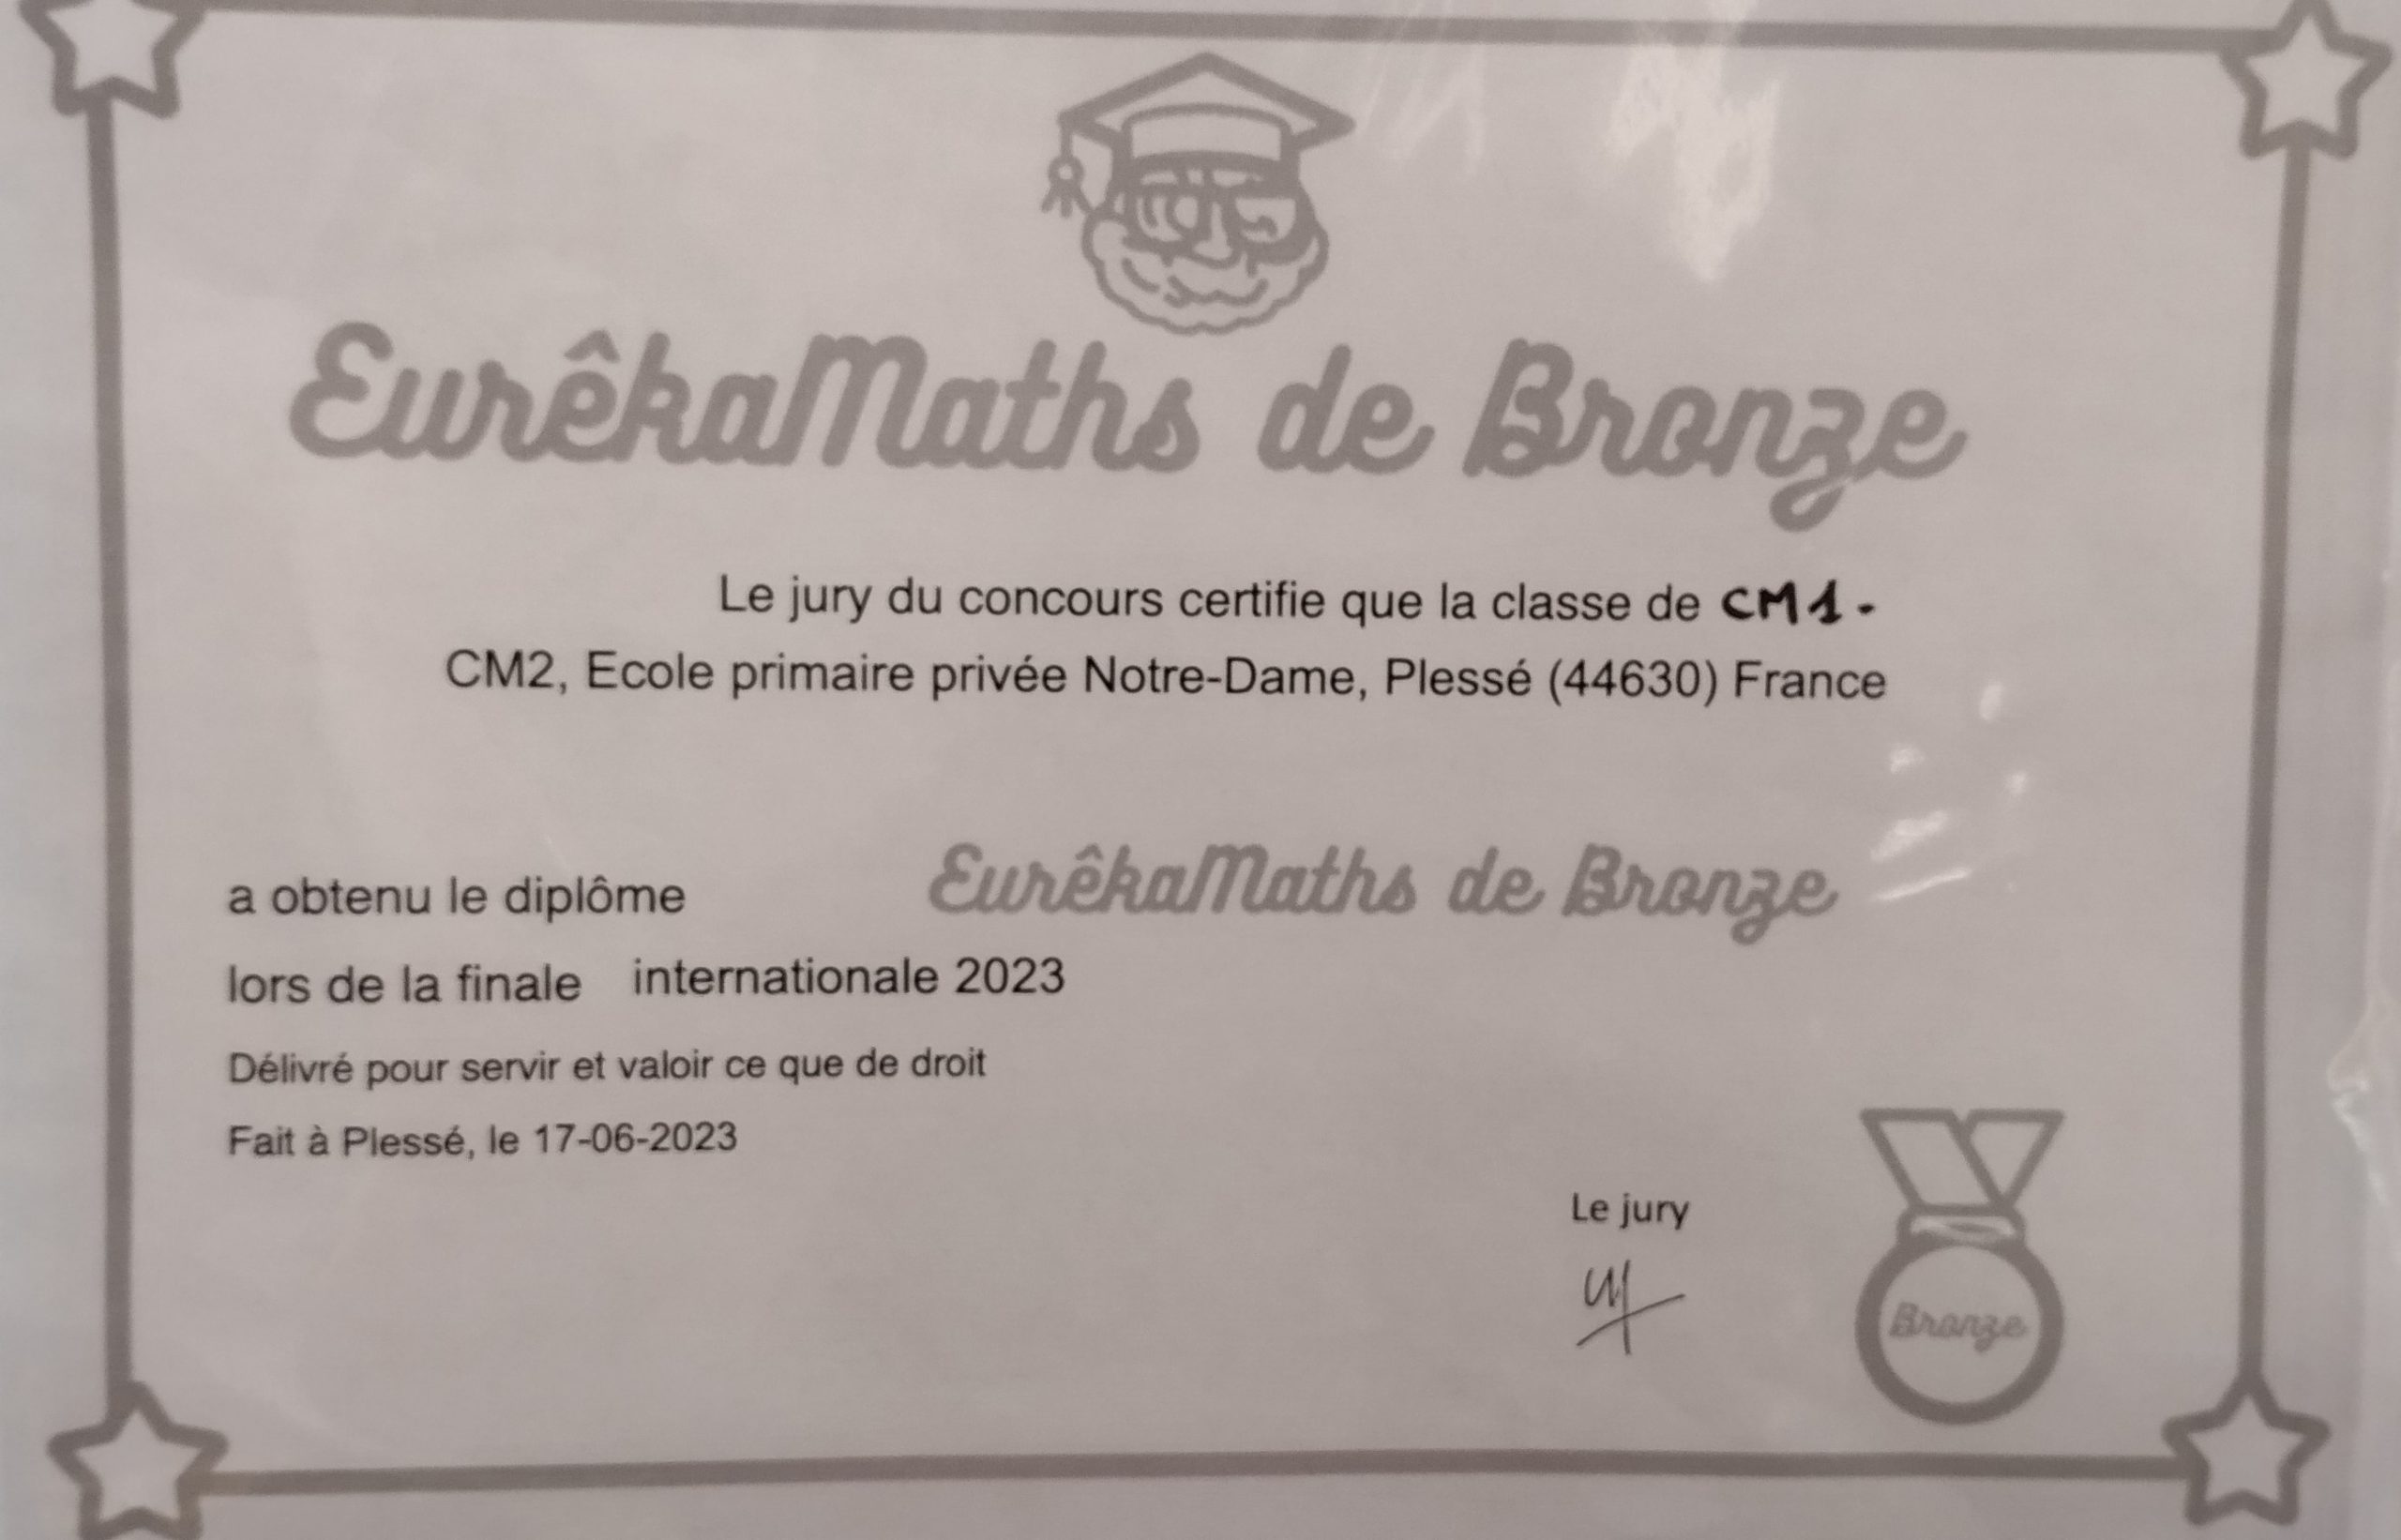 EurêkaMaths de Bronze
Le jury du concours certifie que la classe de CM1-
CM2, Ecole primaire privée Notre-Dame, Plessé (44630) France
a obtenu le diplôme EurêkaMaths de Bronze
lors de la finale internationale 2023
Délivré pour servir et valoir ce que de droit
Fait à Plessé, le 17-06-2023
Le jury
Bronze